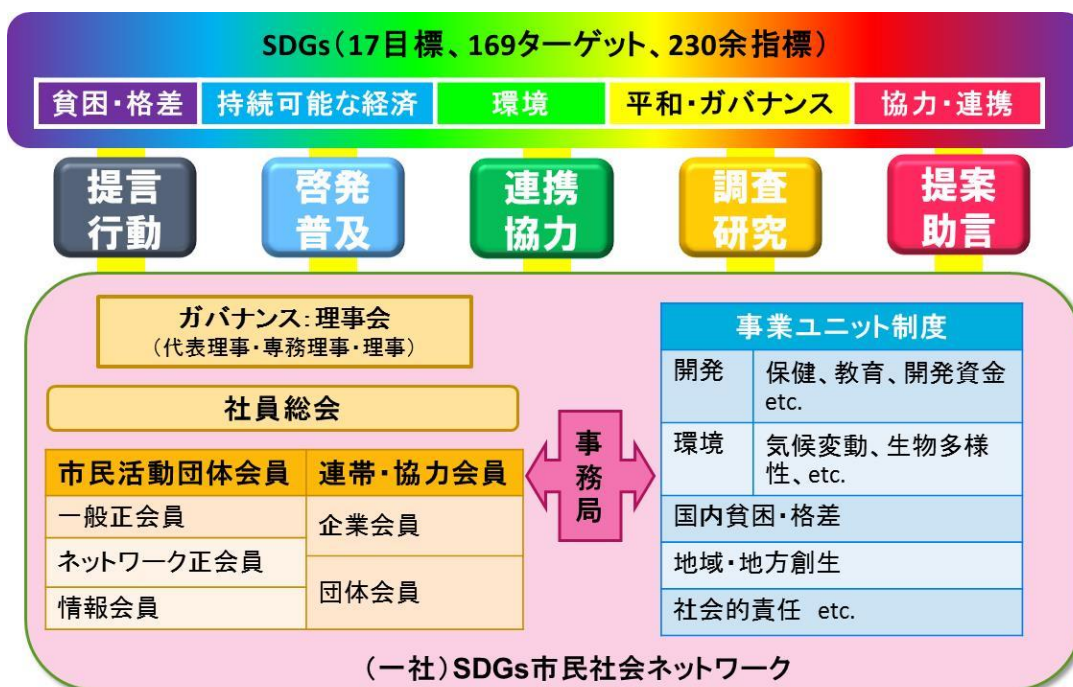 SDGs(17目標、169ターゲット、230余指標)
貧困・格差
持続可能な経済
環境
平和・ガバナンス
協力・連携
提言
行動
啓発
普及
連携
協力
調査
研究
提案
助言
ガバナンス:理事会
(代表理事・専務理事・理事)
社員総会
市民活動団体会員
連帯・協力会員
一般正会員
ネットワーク正会員
情報会員
企業会員
団体会員
事務局
事業ユニット制度
開発
保健、教育、開発資金
etc.
環境
気候変動、生物多様
性、etc.
国内貧困・格差
地域・地方創生
社会的責任 etc.
(一社)SDGs市民社会ネットワーク